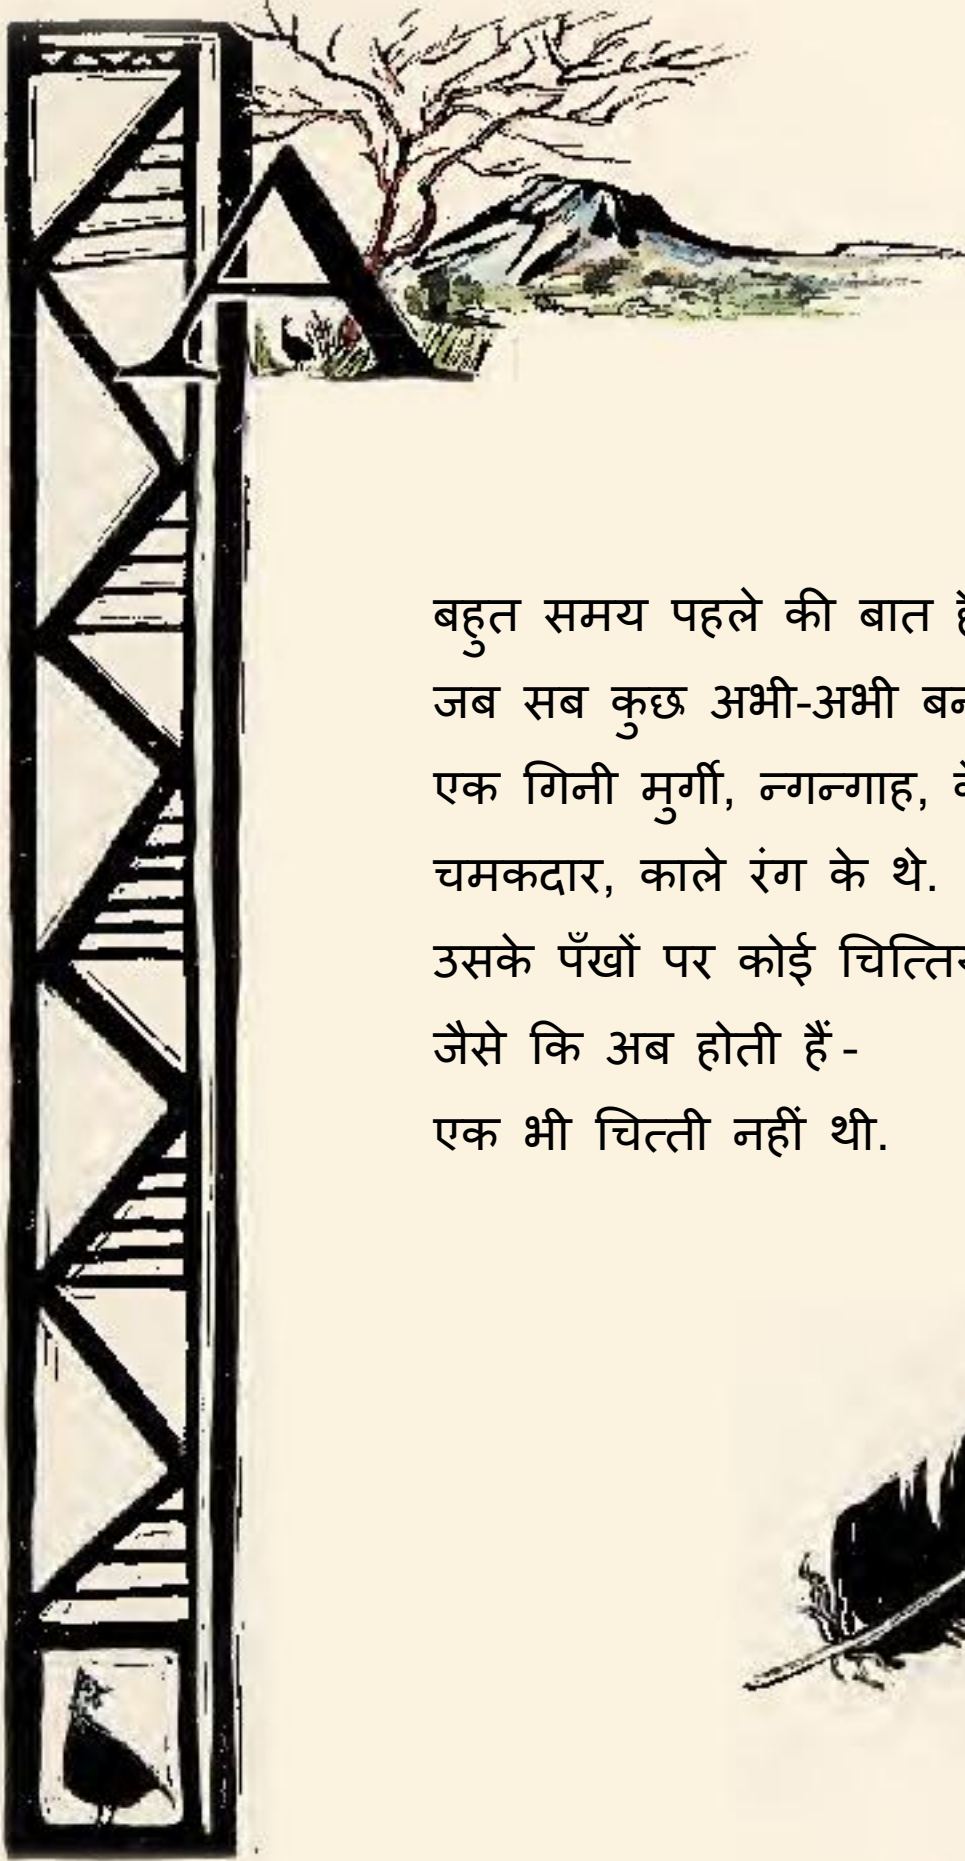 A
बहुत समय पहले की बात
जब सब कुछ अभी-अभी
एक गिनी मुर्गी, न्गन्गाह,
चमकदार, काले रंग के थे.
उसके पँखों पर कोई
जैसे कि अब होती हैं -
एक भी चित्ती नहीं थी.